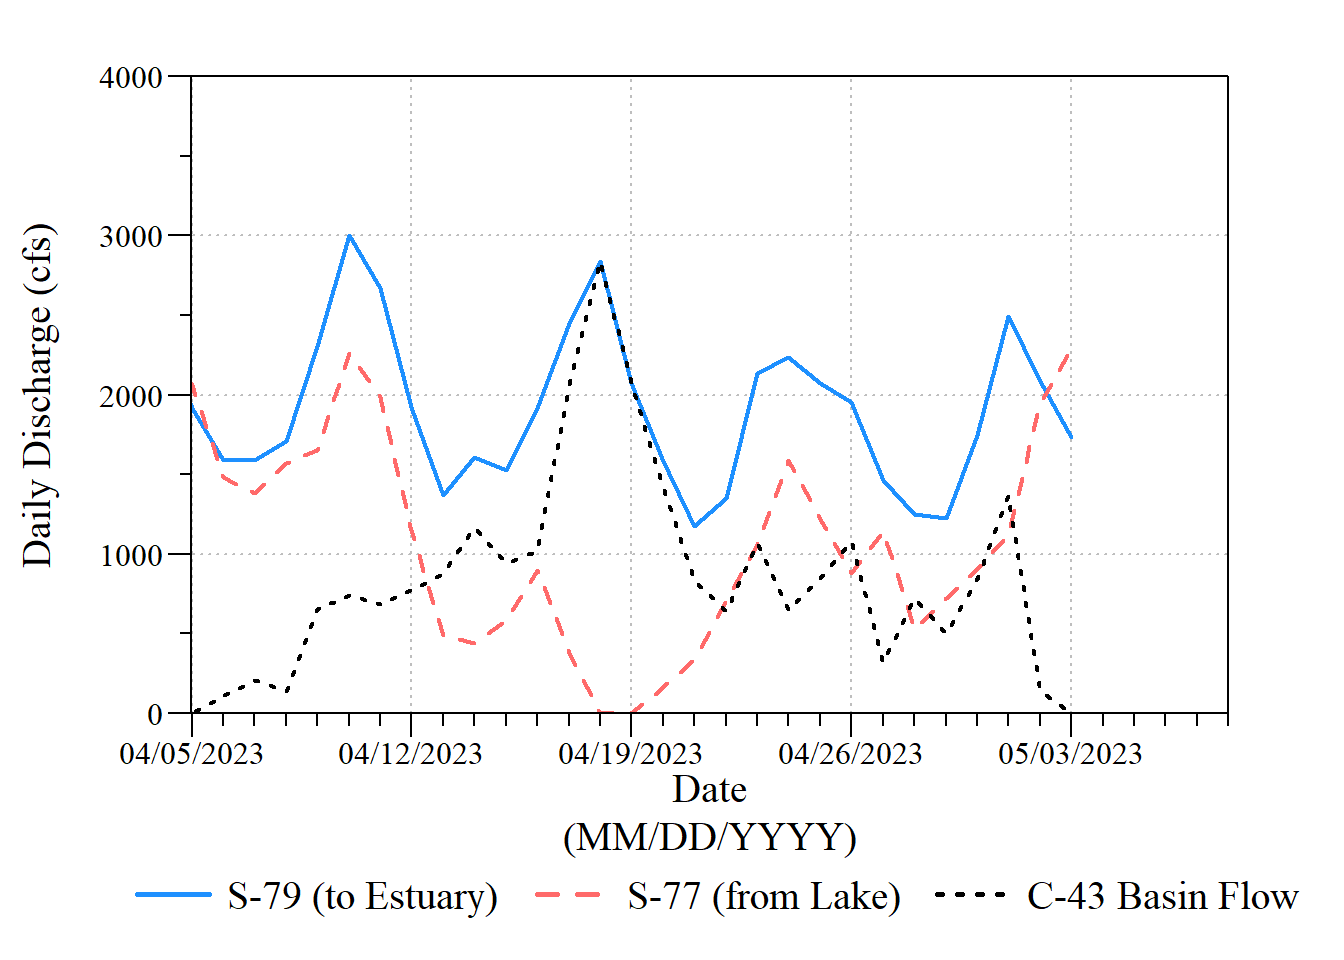 Daily Discharge (cfs)
4000
3000
2000
1000
0
04/05/2023 04/12/2023 04/19/2023 04/26/2023 05/03/2023
Date
(MM/DD/YYYY)
S-79 (to Estuary) S-77 (from Lake) C-43 Basin Flow